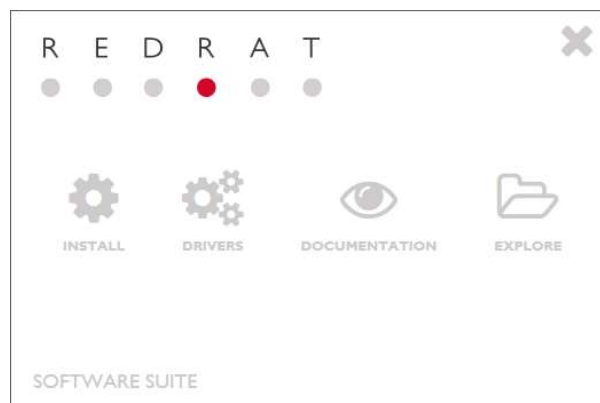 R E D R A T
INSTALL DRIVERS DOCUMENTATION EXPLORE
SOFTWARE SUITE